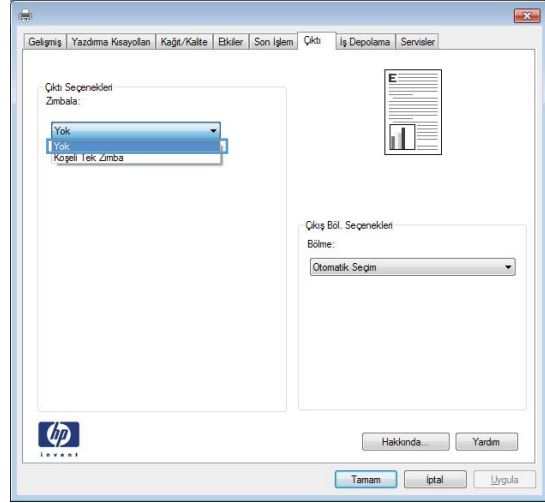 Gelişmiş Yazdırma Kısayolları Kağıt/Kalite Etkiler Son İşlem Çıktı İş Depolama Servisler
Çıktı Seçenekleri
Zımbala:
Yok
Yok
Köşeli Tek Zımba
E
Çıkış Böl. Seçenekleri
Bölme:
Otomatik Seçim
hp
invent
Hakkında... Yardım
Tamam İptal Uygula